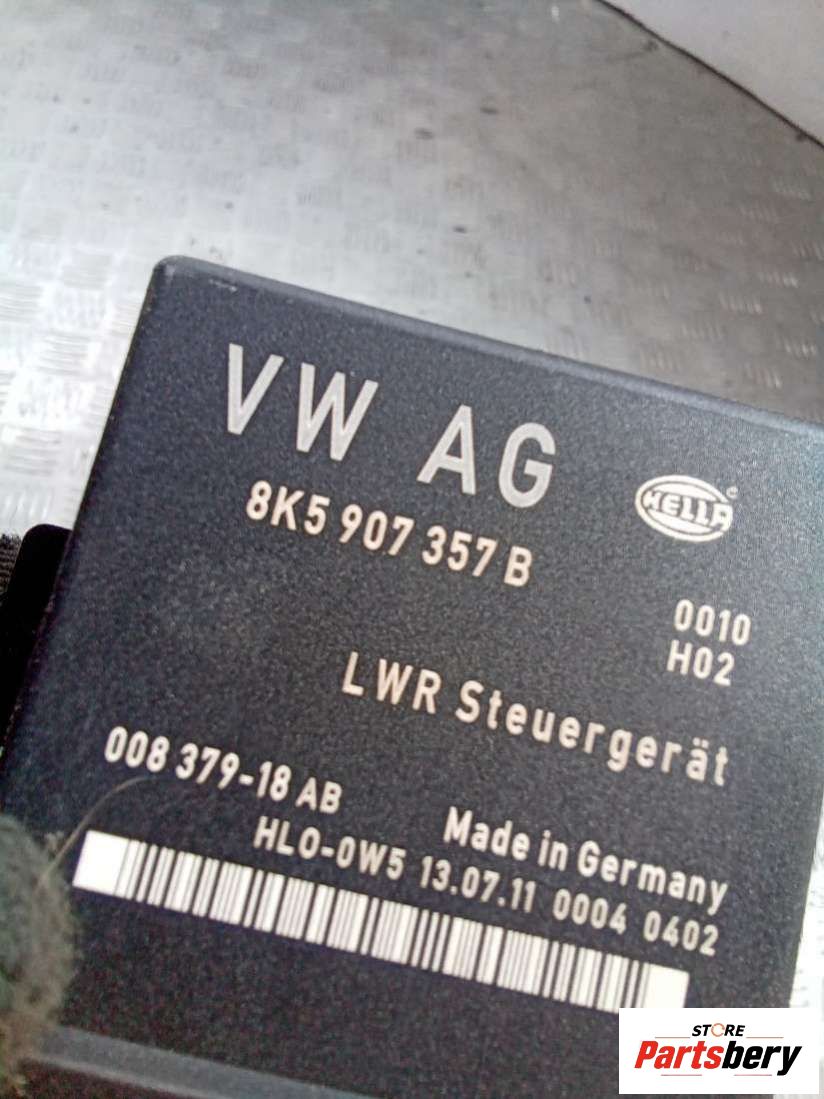 VW AG
HELLA ©
8K5 907 357 B
0010
H02
LWR Steuergerät
008 379-18 AB
Made in Germany
HLO-0W5 13.07.11 0004 0402
STORE
Partsbery